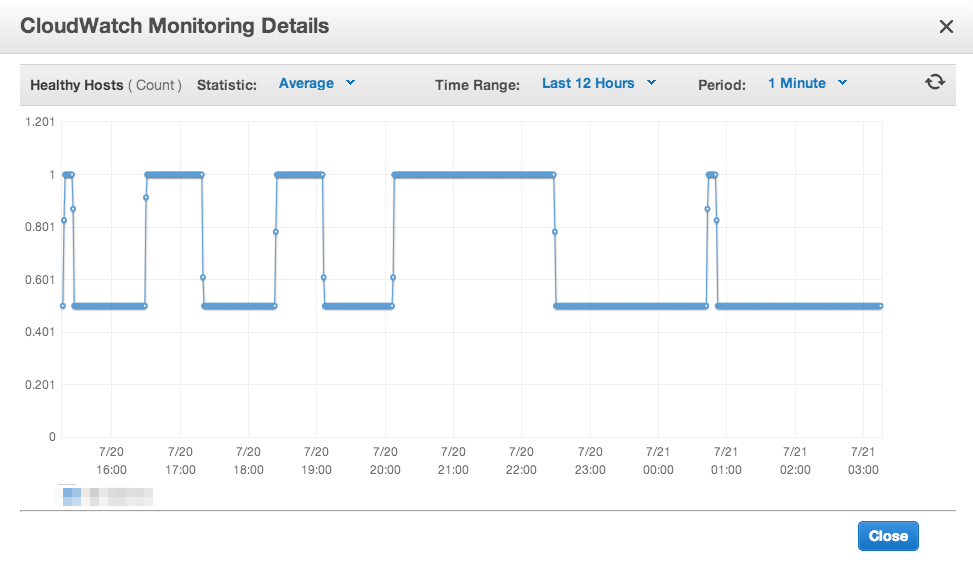 CloudWatch Monitoring Details
Healthy Hosts ( Count ) Statistic: Average Time Range: Last 12 Hours Period: 1 Minute
1.201
1
0.801
0.601
0.401
0.201
0
7/20 7/20 7/20 7/20 7/20 7/20 7/20 7/20 7/21 7/21 7/21 7/21
16:00 17:00 18:00 19:00 20:00 21:00 22:00 23:00 00:00 01:00 02:00 03:00
Close